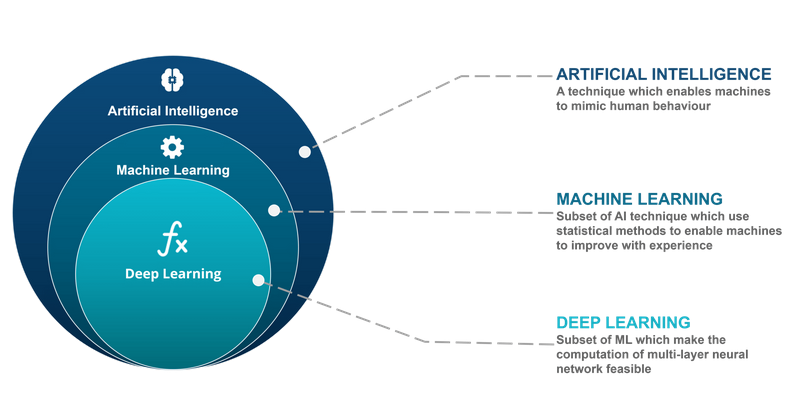 Artificial Intelligence
Machine Learning
fx
Deep Learning
ARTIFICIAL INTELLIGENCE
A technique which enables machines
to mimic human behaviour
MACHINE LEARNING
Subset of AI technique which use
statistical methods to enable machines
to improve with experience
DEEP LEARNING
Subset of ML which make the
computation of multi-layer neural
network feasible